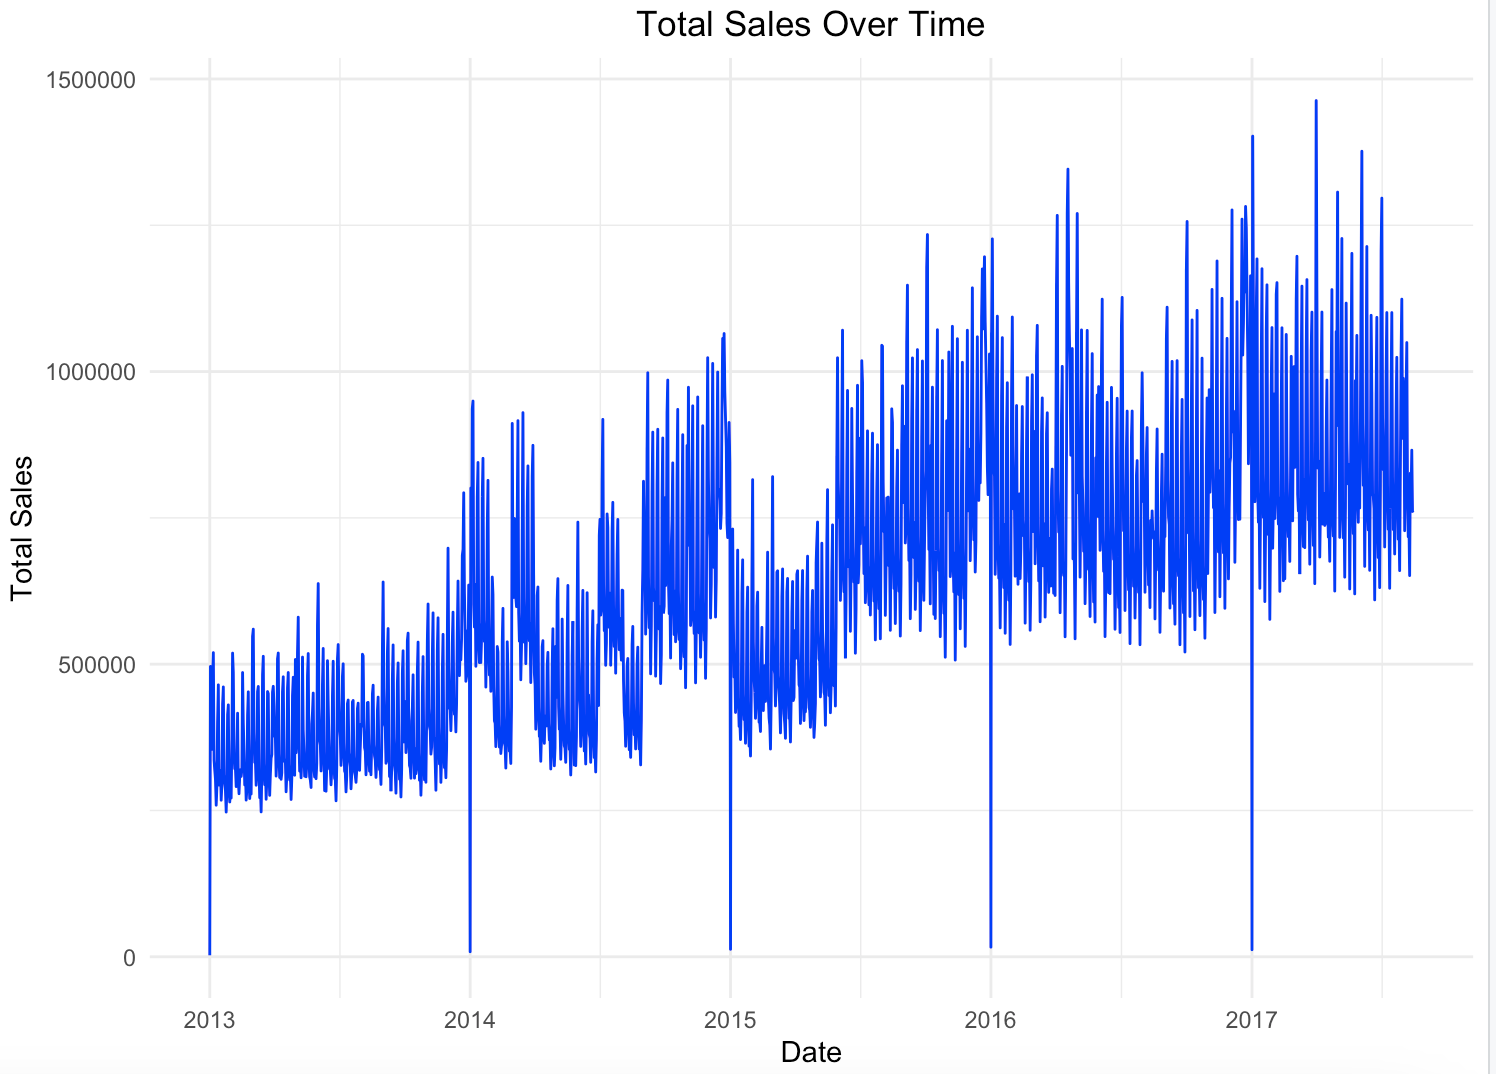 Total Sales Over Time
1500000
1000000
500000
0
Total Sales
2013 2014 2015 2016 2017
Date